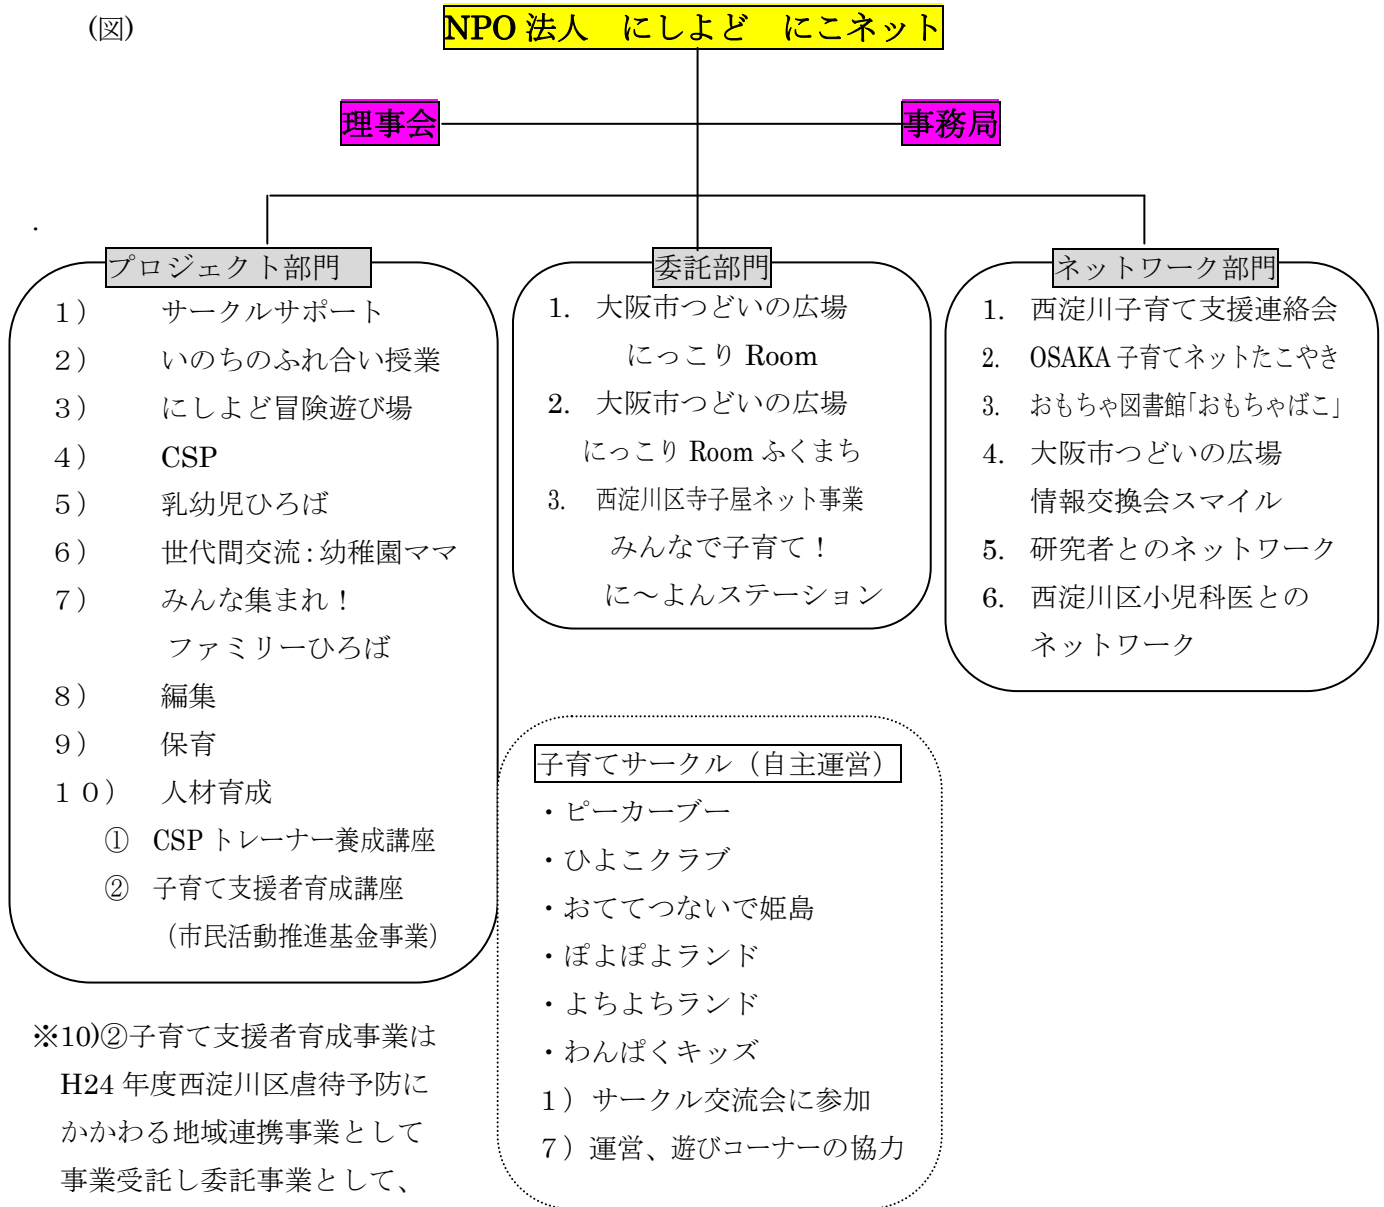 (図)
NPO 法人　にしよど　にこネット
理事会
事務局
.
プロジェクト部門
１）　サークルサポート
２）　いのちのふれ合い授業
３）　にしよど冒険遊び場
４）　CSP
５）　乳幼児ひろば
６）　世代間交流:幼稚園ママ
７）　みんな集まれ！
ファミリーひろば
８）　編集
９）　保育
１０）　人材育成
①　CSP トレーナー養成講座
②　子育て支援者育成講座
（市民活動推進基金事業）
※10)②子育て支援者育成事業は
H24 年度西淀川区虐待予防に
かかわる地域連携事業として
事業受託し委託事業として、
委託部門
1.　大阪市つどいの広場
にっこり Room
2.　大阪市つどいの広場
にっこり Room ふくまち
3.　西淀川区寺子屋ネット事業
みんなで子育て！
に～よんステーション
子育てサークル（自主運営）
・ピーカーブー
・ひよこクラブ
・おててつないで姫島
・ぽよぽよランド
・よちよちランド
・わんぱくキッズ
１）サークル交流会に参加
７）運営、遊びコーナーの協力
ネットワーク部門
1.　西淀川子育て支援連絡会
2.　OSAKA 子育てネットたこやき
3.　おもちゃ図書館「おもちゃばこ」
4.　大阪市つどいの広場
情報交換会スマイル
5.　研究者とのネットワーク
6.　西淀川区小児科医との
ネットワーク